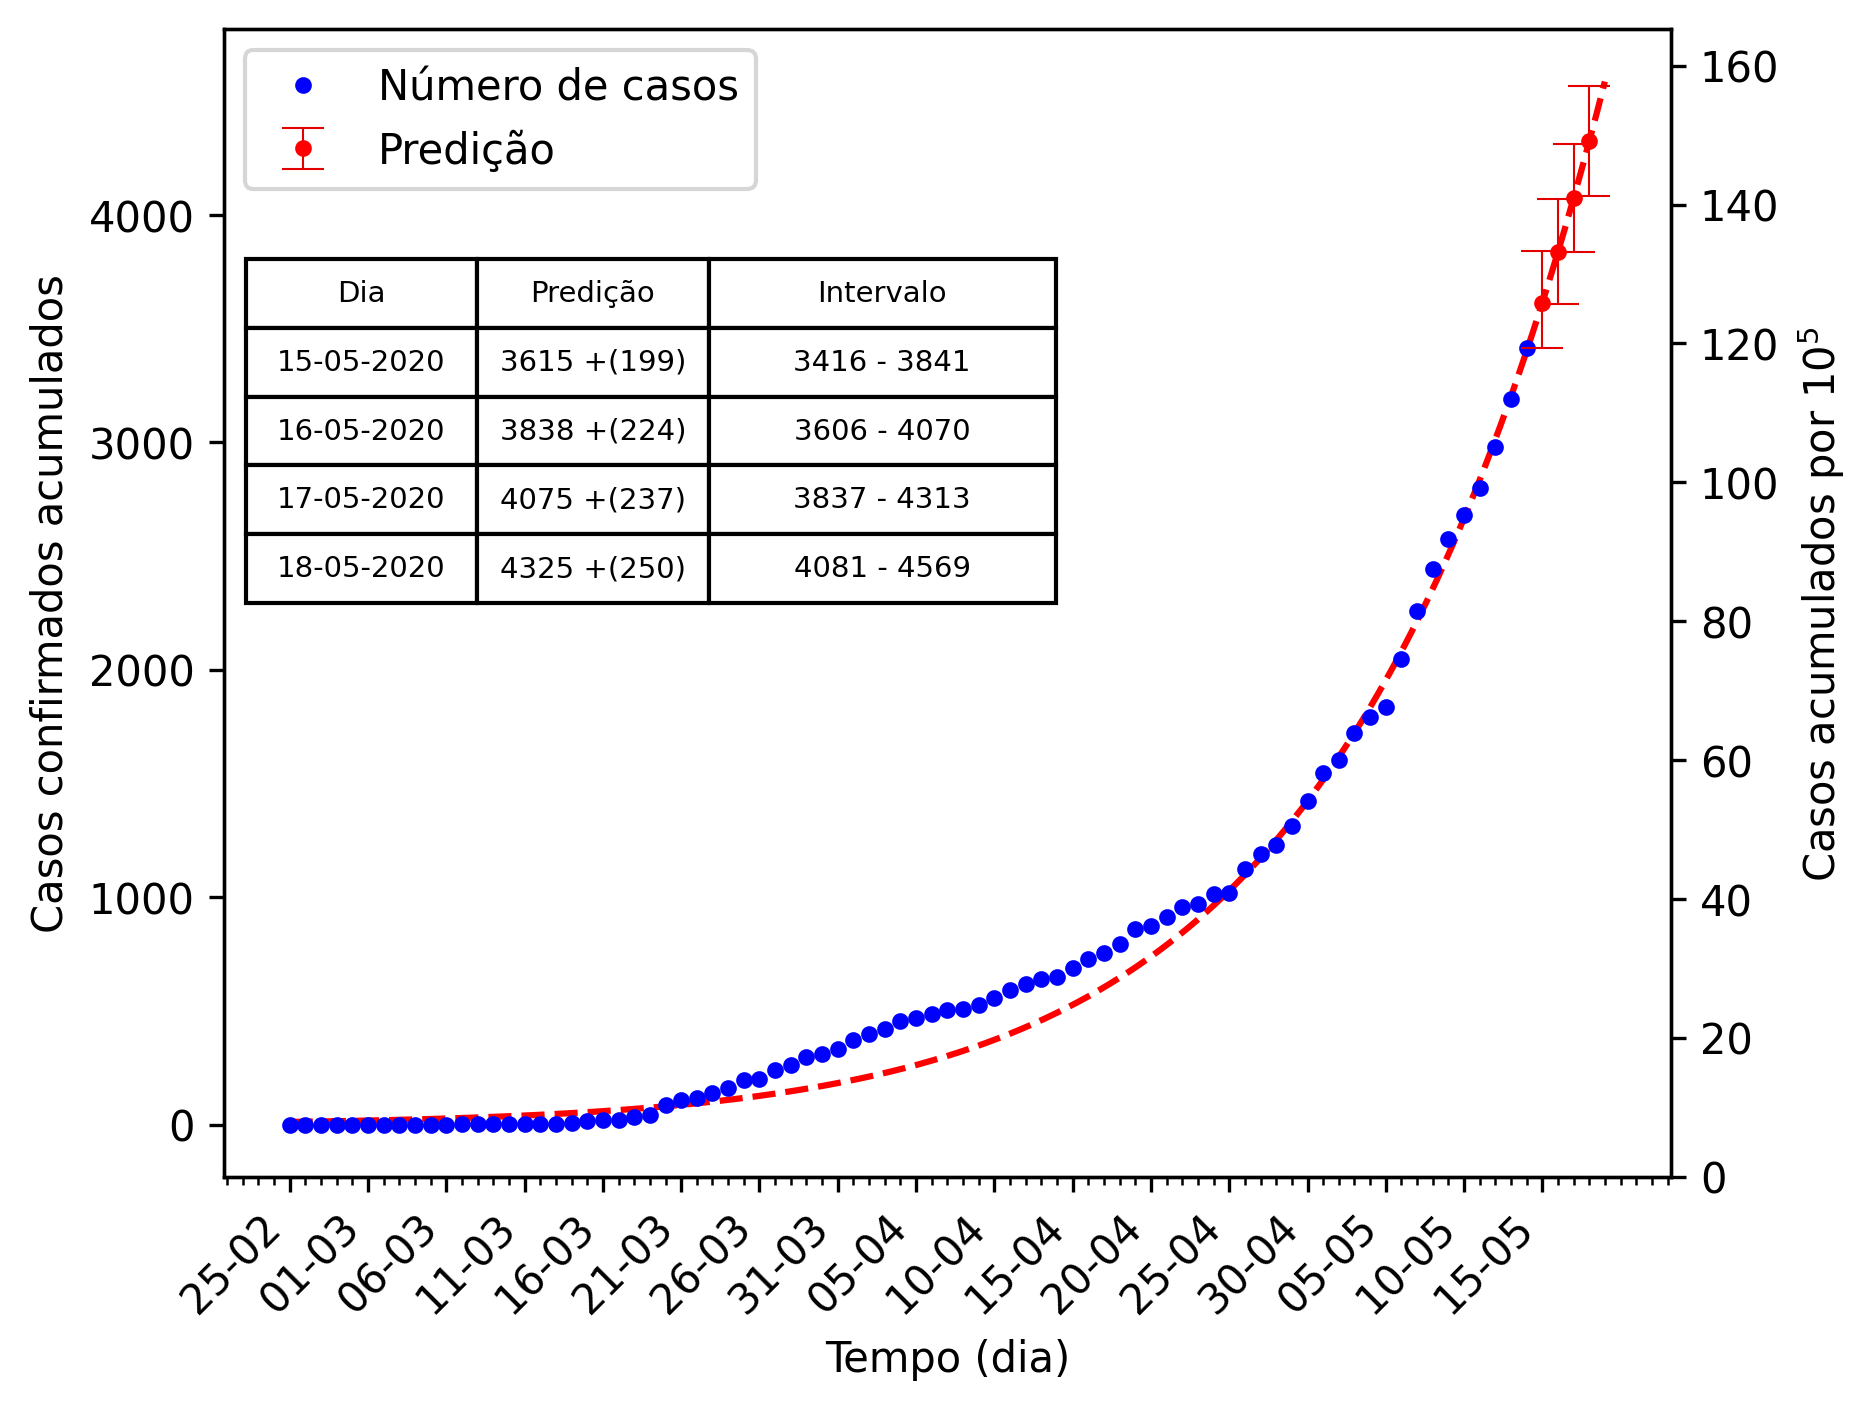 Número de casos
Predição
Dia Predição Intervalo
15-05-2020 3615 +(199) 3416 - 3841
16-05-2020 3838 +(224) 3606 - 4070
17-05-2020 4075 +(237) 3837 - 4313
18-05-2020 4325 +(250) 4081 - 4569
Casos confirmados acumulados
4000
3000
2000
1000
0
160
140
120
100
80
60
40
20
0
Casos acumulados por 10⁵
25-02 01-03 06-03 11-03 16-03 21-03 26-03 31-03 05-04 10-04 15-04 20-04 25-04 30-04 05-05 10-05 15-05
Tempo (dia)